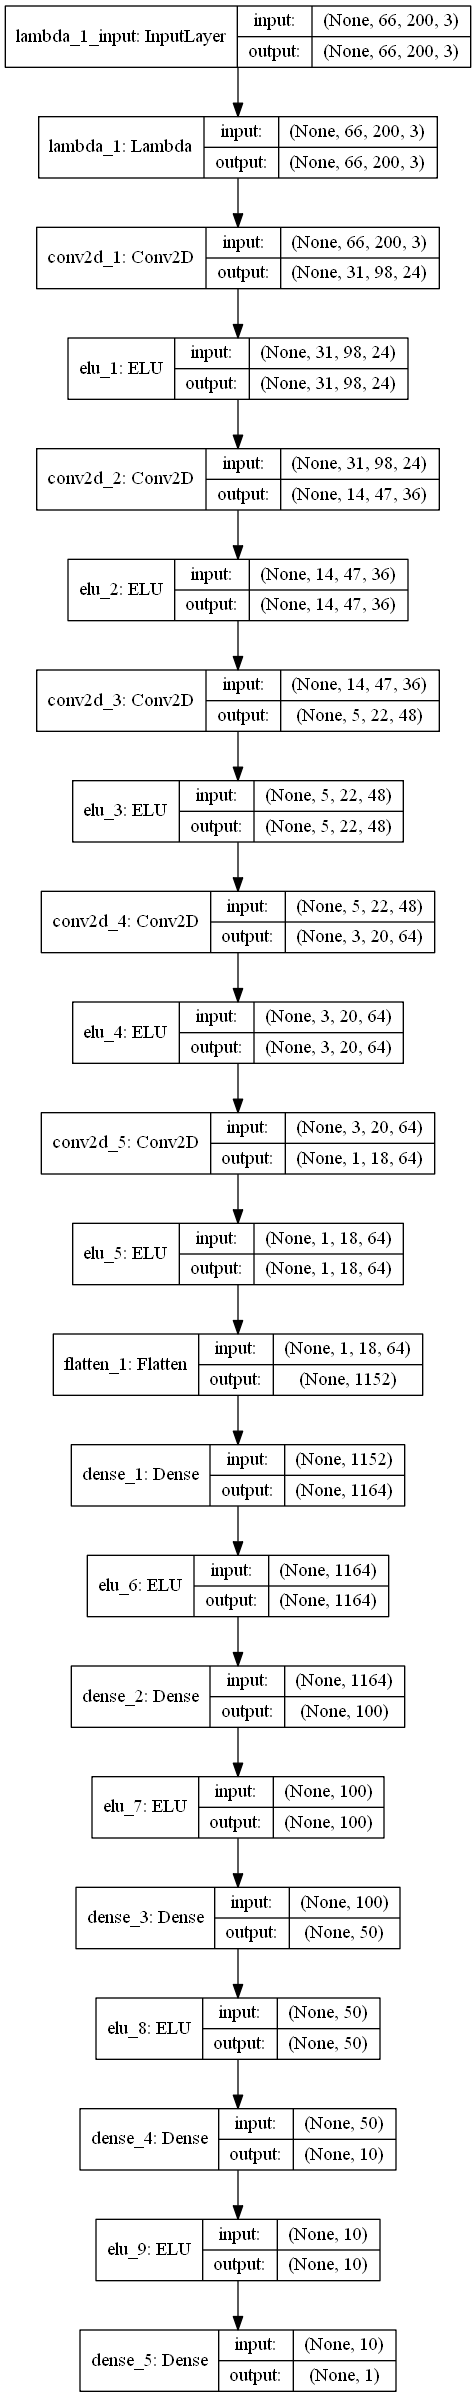 lambda_1_input: InputLayer
input: (None, 66, 200, 3)
output: (None, 66, 200, 3)
lambda_1: Lambda
input: (None, 66, 200, 3)
output: (None, 66, 200, 3)
conv2d_1: Conv2D
input: (None, 66, 200, 3)
output: (None, 31, 98, 24)
elu_1: ELU
input: (None, 31, 98, 24)
output: (None, 31, 98, 24)
conv2d_2: Conv2D
input: (None, 31, 98, 24)
output: (None, 14, 47, 36)
elu_2: ELU
input: (None, 14, 47, 36)
output: (None, 14, 47, 36)
conv2d_3: Conv2D
input: (None, 14, 47, 36)
output: (None, 5, 22, 48)
elu_3: ELU
input: (None, 5, 22, 48)
output: (None, 5, 22, 48)
conv2d_4: Conv2D
input: (None, 5, 22, 48)
output: (None, 3, 20, 64)
elu_4: ELU
input: (None, 3, 20, 64)
output: (None, 3, 20, 64)
conv2d_5: Conv2D
input: (None, 3, 20, 64)
output: (None, 1, 18, 64)
elu_5: ELU
input: (None, 1, 18, 64)
output: (None, 1, 18, 64)
flatten_1: Flatten
input: (None, 1, 18, 64)
output: (None, 1152)
dense_1: Dense
input: (None, 1152)
output: (None, 1164)
elu_6: ELU
input: (None, 1164)
output: (None, 1164)
dense_2: Dense
input: (None, 1164)
output: (None, 100)
elu_7: ELU
input: (None, 100)
output: (None, 100)
dense_3: Dense
input: (None, 100)
output: (None, 50)
elu_8: ELU
input: (None, 50)
output: (None, 50)
dense_4: Dense
input: (None, 50)
output: (None, 10)
elu_9: ELU
input: (None, 10)
output: (None, 10)
dense_5: Dense
input: (None, 10)
output: (None, 1)